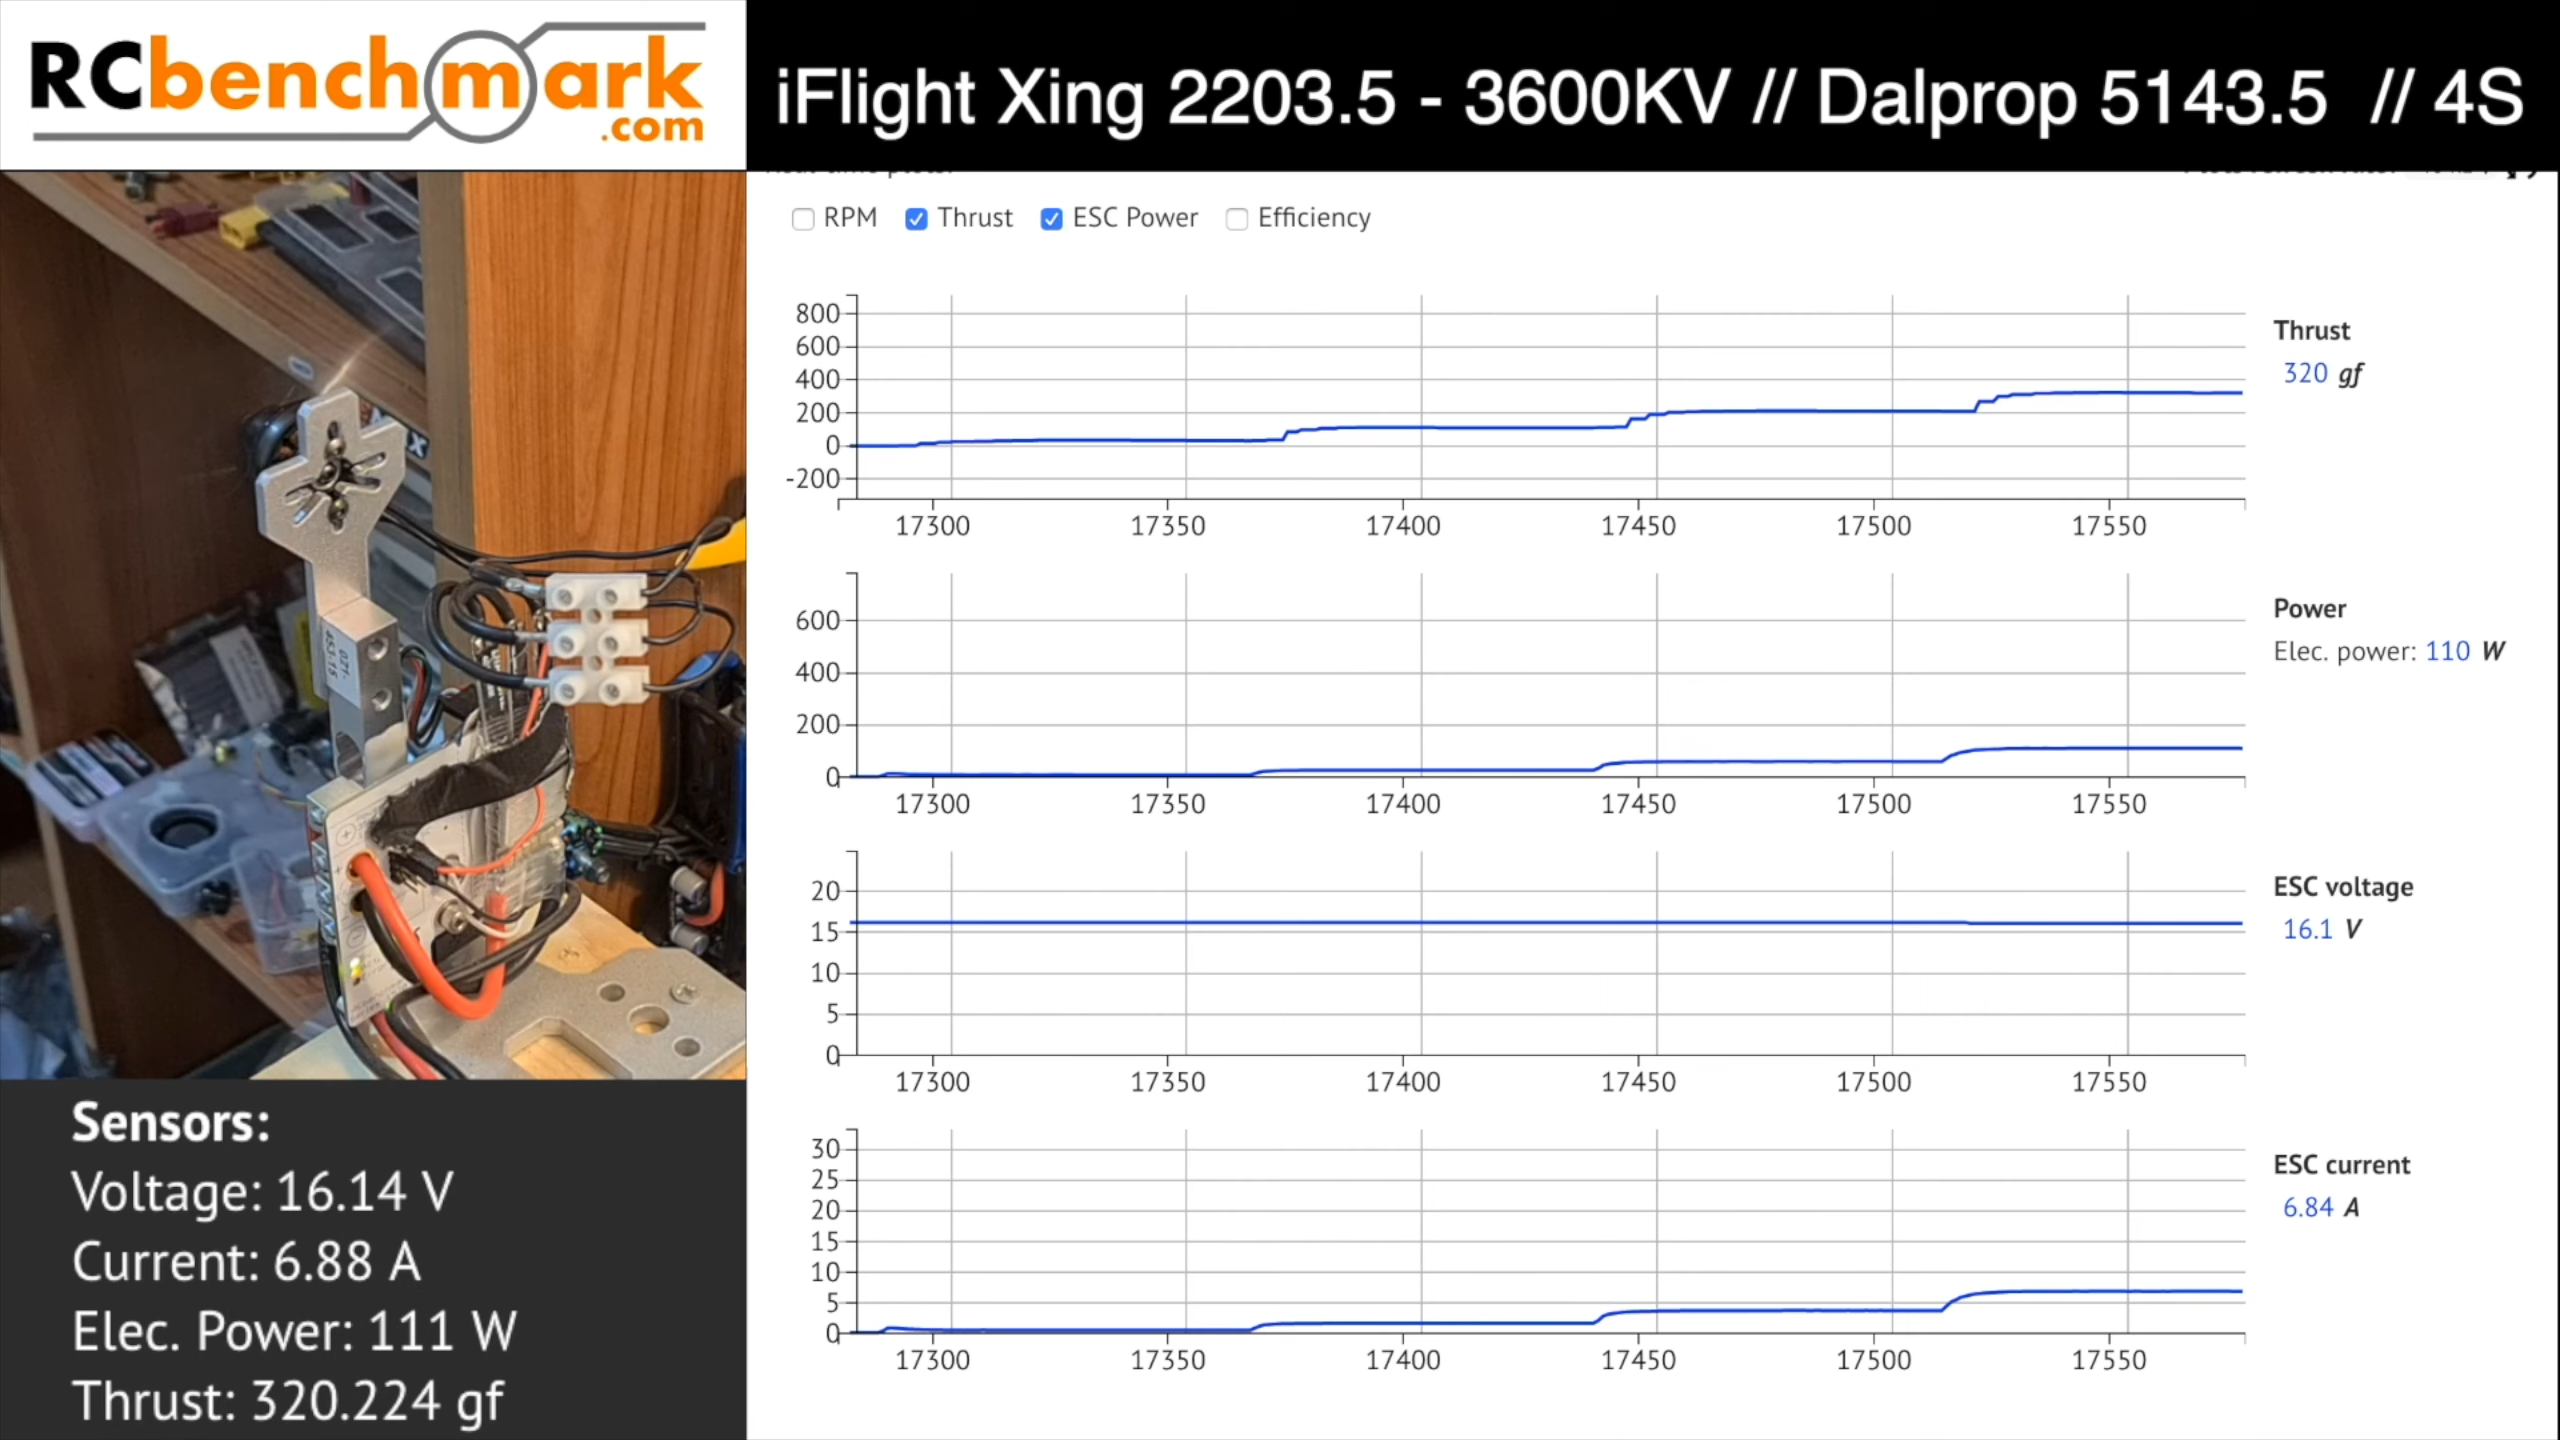 RCbenchmark
.com
iFlight Xing 2203.5 - 3600KV // Dalprop 5143.5 // 4S
RPM Thrust ESC Power Efficiency
800
600
400
200
0
-200
17300 17350 17400 17450 17500 17550
Thrust
320 gf
600
400
200
0
17300 17350 17400 17450 17500 17550
Power
Elec. power: 110 W
20
15
10
5
0
17300 17350 17400 17450 17500 17550
ESC voltage
16.1 V
30
25
20
15
10
5
0
17300 17350 17400 17450 17500 17550
ESC current
6.84 A
Sensors:
Voltage: 16.14 V
Current: 6.88 A
Elec. Power: 111 W
Thrust: 320.224 gf